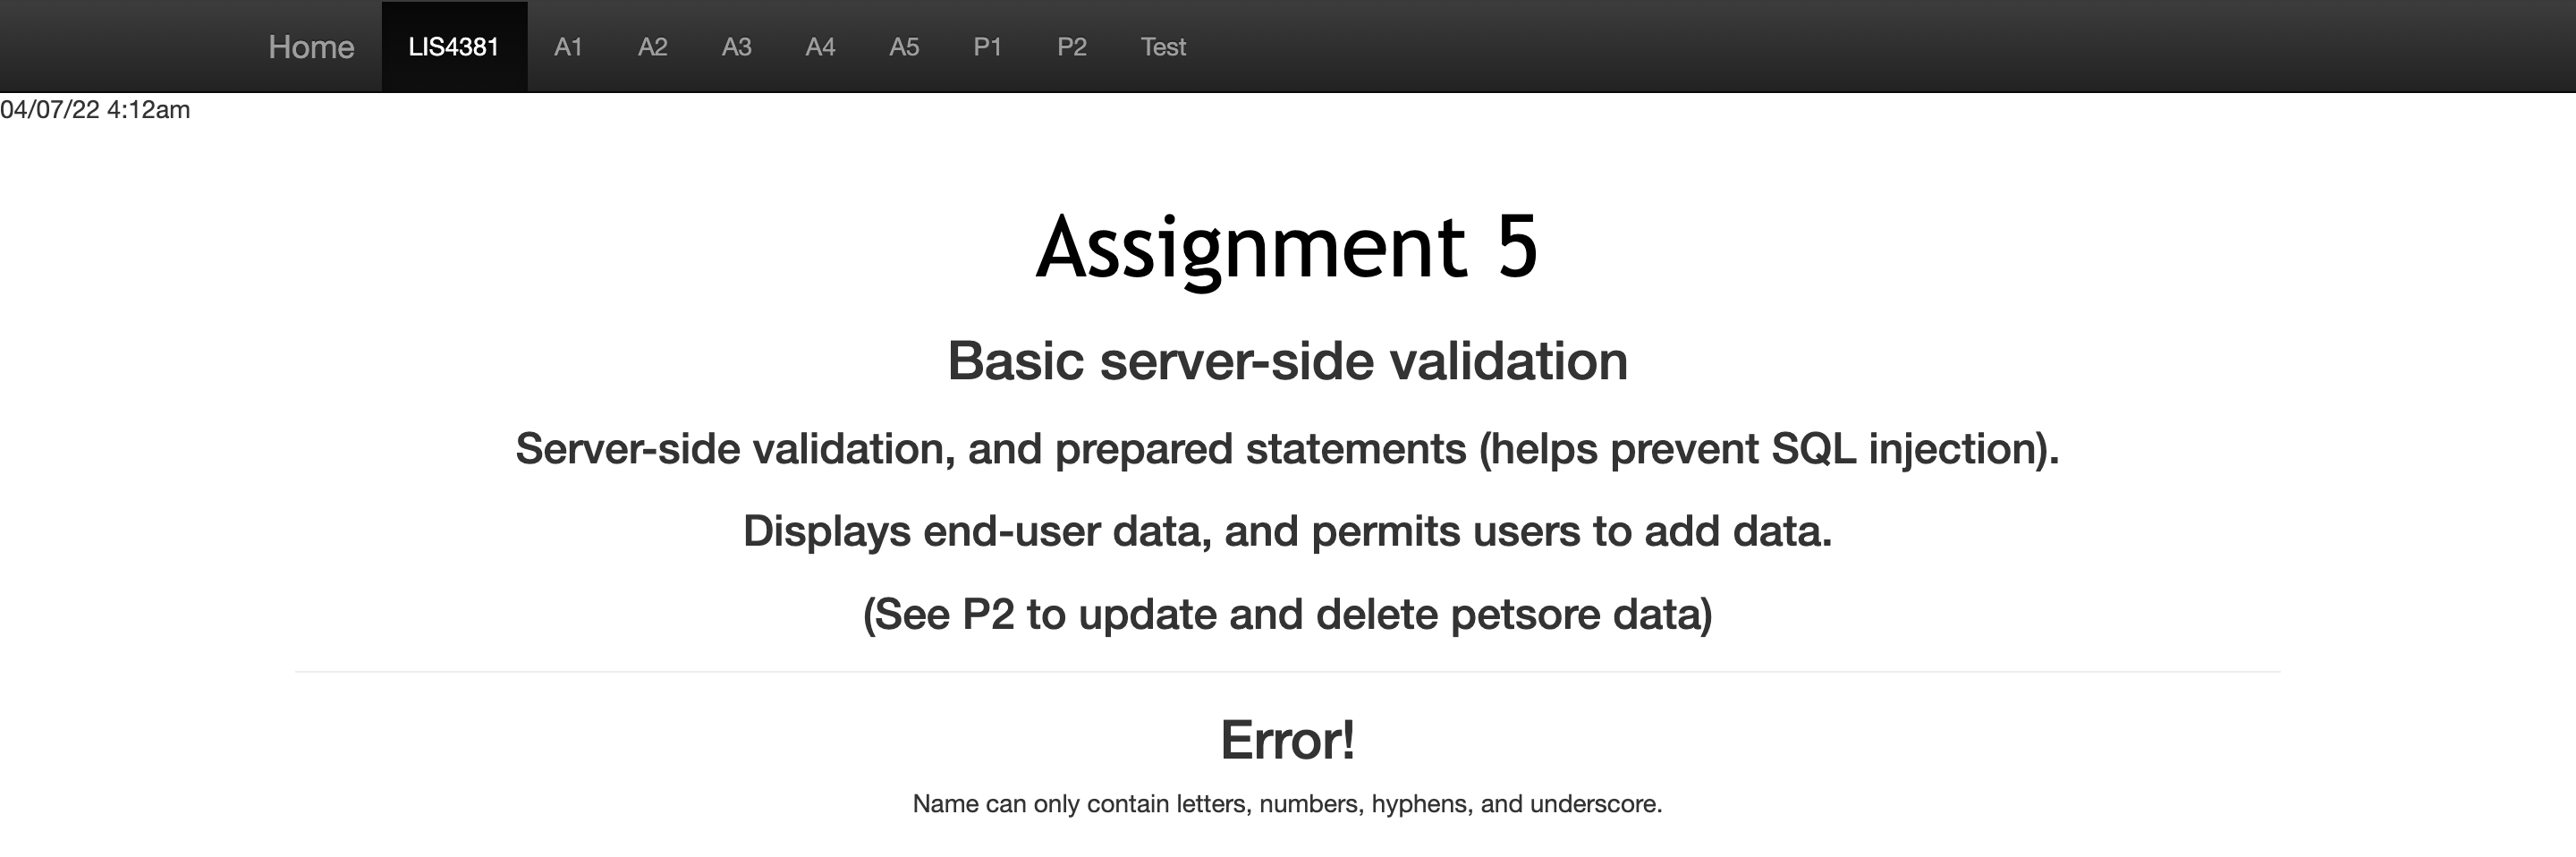 Home LIS4381 A1 A2 A3 A4 A5 P1 P2 Test
04/07/22 4:12am
Assignment 5
Basic server-side validation
Server-side validation, and prepared statements (helps prevent SQL injection).
Displays end-user data, and permits users to add data.
(See P2 to update and delete petsore data)
Error!
Name can only contain letters, numbers, hyphens, and underscore.